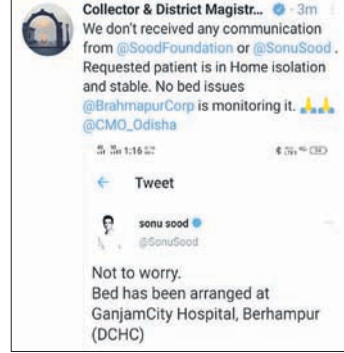 Collector & District Magistr... · 3m
We don't received any communication
from @SoodFoundation or @SonuSood .
Requested patient is in Home isolation
and stable. No bed issues
@BrahmapurCorp is monitoring it. 🙏🙏
@CMO_Odisha
1:16
← Tweet
sonu sood
@SonuSood
Not to worry.
Bed has been arranged at
GanjamCity Hospital, Berhampur
(DCHC)